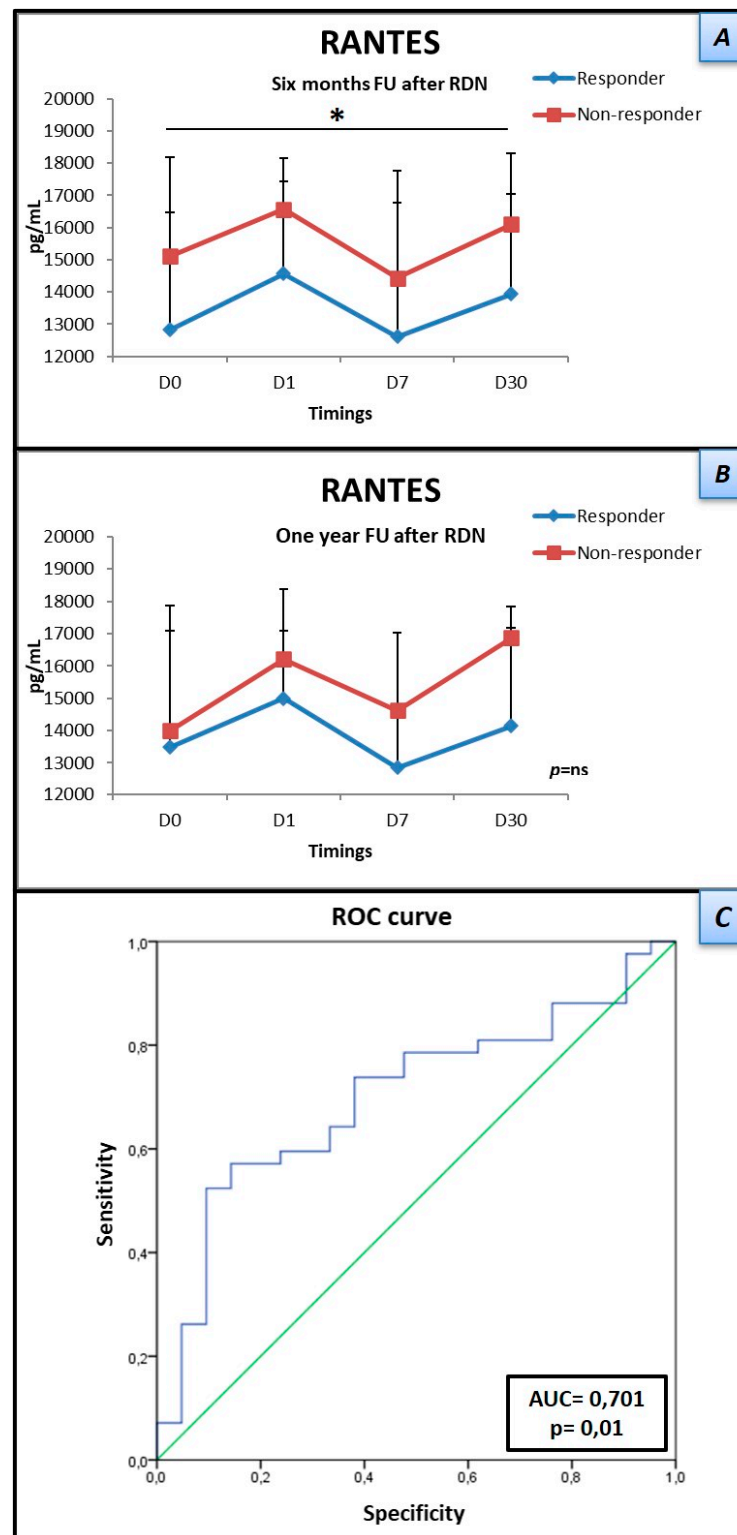 A
RANTES
Six months FU after RDN
Responder
Non-responder
*
20000
19000
18000
17000
16000
15000
14000
13000
12000
pg/mL
D0 D1 D7 D30
Timings
B
RANTES
One year FU after RDN
Responder
Non-responder
20000
19000
18000
17000
16000
15000
14000
13000
12000
pg/mL
p=ns
D0 D1 D7 D30
Timings
C
ROC curve
1,0
0,8
0,6
0,4
0,2
0,0
Sensitivity
AUC= 0,701
p= 0,01
0,0 0,2 0,4 0,6 0,8 1,0
Specificity